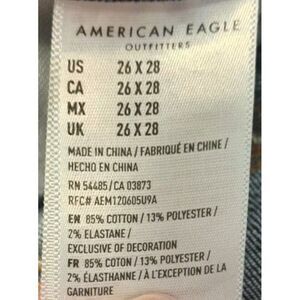 AMERICAN EAGLE
OUTFITTERS
US 26 X 28
CA 26 X 28
MX 26 X 28
UK 26 X 28
MADE IN CHINA / FABRIQUÉ EN CHINE /
HECHO EN CHINA
RN 54485/CA 03873
RFC# AEM120605U9A
EN 85% COTTON / 13% POLYESTER /
2% ELASTANE /
EXCLUSIVE OF DECORATION
FR 85% COTON / 13% POLYESTER /
2% ÉLASTHANNE / À L'EXCEPTION DE LA
GARNITURE